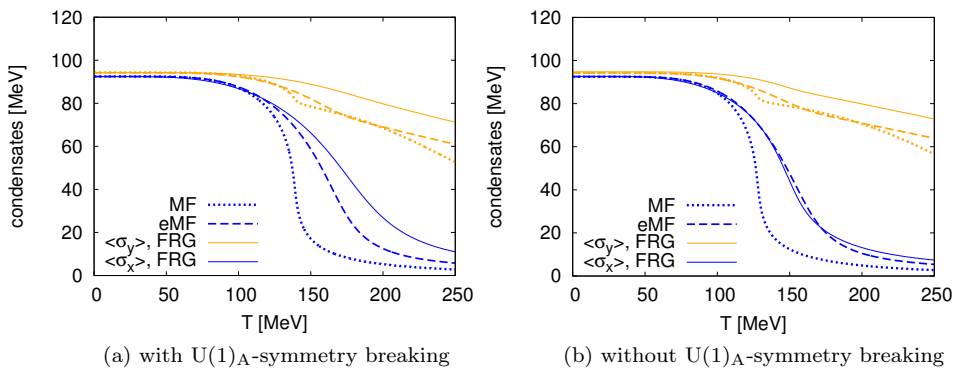 120
100
80
60
40
20
0
condensates [MeV]
MF
eMF
<σy>, FRG
<σx>, FRG
0 50 100 150 200 250
T [MeV]
(a) with U(1)A-symmetry breaking
120
100
80
60
40
20
0
condensates [MeV]
MF
eMF
<σy>, FRG
<σx>, FRG
0 50 100 150 200 250
T [MeV]
(b) without U(1)A-symmetry breaking